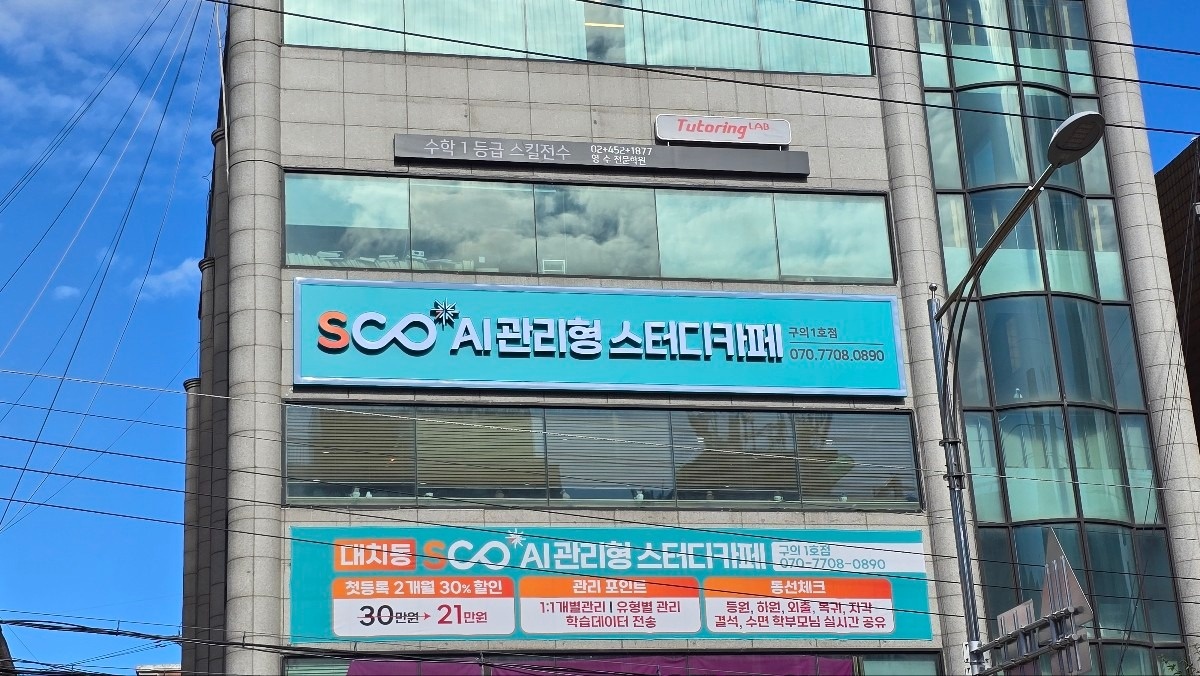 Tutoring LAB
수학 1등급 스킬전수 02+452+1877
영 수 전문학원
SCO AI 관리형 스터디카페 구의1호점
070.7708.0890
대치동 SCO AI 관리형 스터디카페 구의 1호점
070-7708-0890
첫등록 2개월 30% 할인
30만원 → 21만원
관리 포인트
1:1개별관리 | 유형별 관리
학습데이터 전송
동선체크
등원, 하원, 외출, 복귀, 지각
결석, 수면 학부모님 실시간 공유